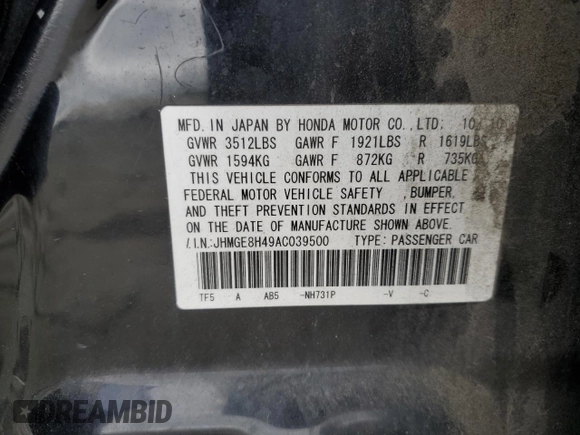 MFD. IN JAPAN BY HONDA MOTOR CO., LTD. 10 10
GVWR 3512LBS GAWR F 1921LBS R 1619LBS
GVWR 1594KG GAWR F 872KG R 735KG
THIS VEHICLE CONFORMS TO ALL APPLICABLE
FEDERAL MOTOR VEHICLE SAFETY , BUMPER,
AND THEFT PREVENTION STANDARDS IN EFFECT
ON THE DATE OF MANUFACTURE SHOWN ABOVE.
.I.N.:JHMGE8H49AC039500 TYPE: PASSENGER CAR
TF5 A AB5 -NH731P -V -C
DREAMBID